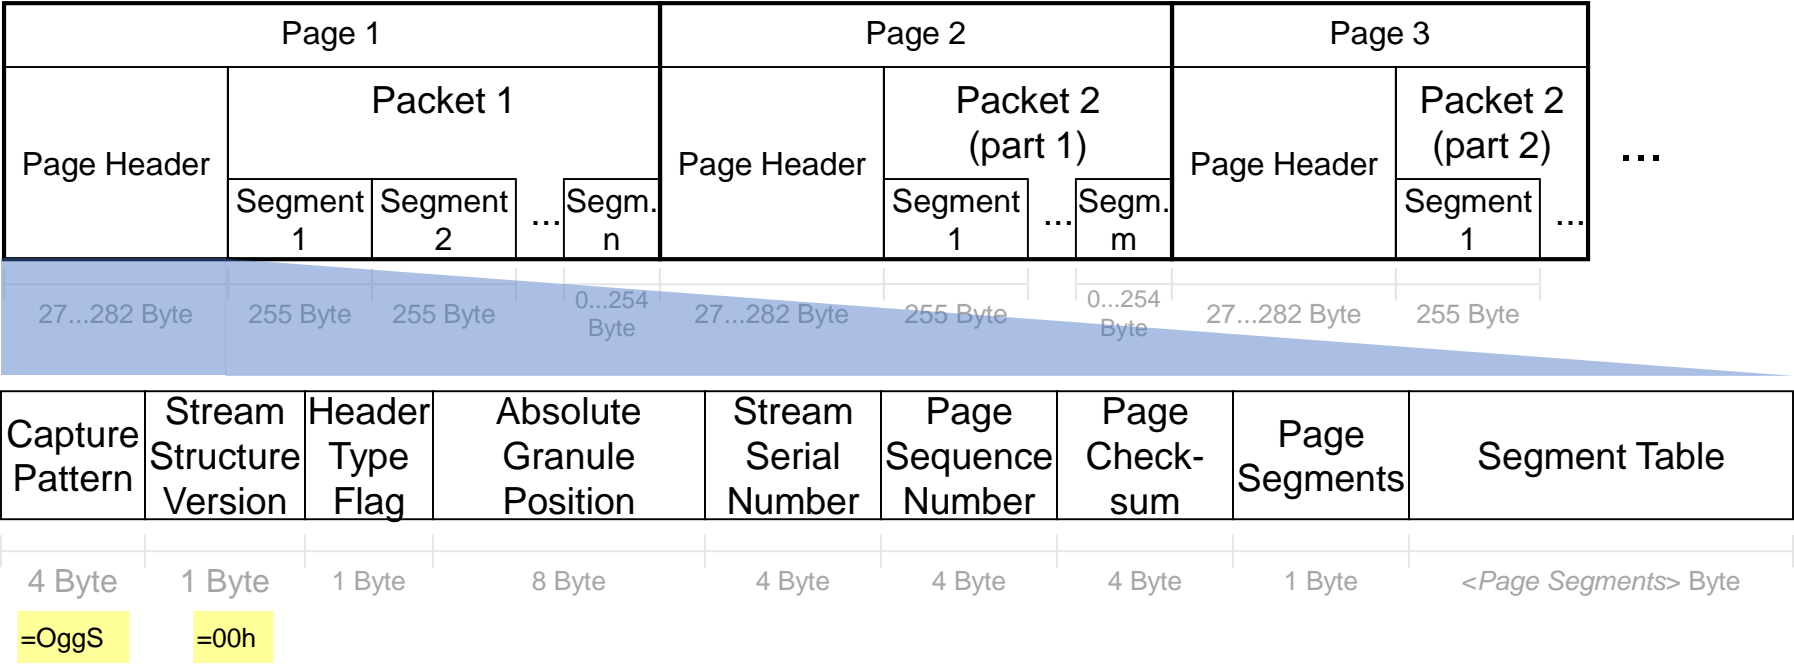 Page 1
Page 2
Page 3
Page Header
Packet 1
Segment
1
Segment
2
...
Segm.
n
Page Header
Packet 2
(part 1)
Segment
1
...
Segm.
m
Page Header
Packet 2
(part 2)
Segment
1
...
...
27...282 Byte
255 Byte
255 Byte
0...254
Byte
27...282 Byte
255 Byte
0...254
Byte
27...282 Byte
255 Byte
Capture
Pattern
Stream
Structure
Version
Header
Type
Flag
Absolute
Granule
Position
Stream
Serial
Number
Page
Sequence
Number
Page
Check-
sum
Page
Segments
Segment Table
4 Byte
1 Byte
1 Byte
8 Byte
4 Byte
4 Byte
4 Byte
1 Byte
<Page Segments> Byte
=OggS
=00h